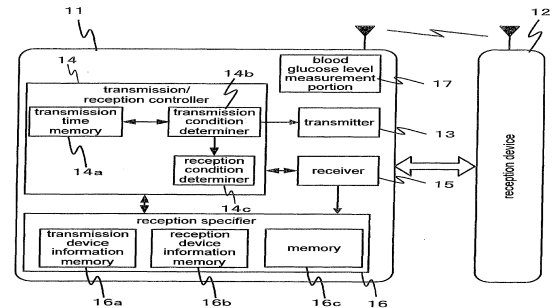 11
12
14
transmission/
reception controller
14b
blood
glucose level
measurement
portion
17
transmission
time
memory
transmission
condition
determiner
transmitter
13
14a
reception
condition
determiner
receiver
15
14c
reception device
reception specifier
transmission
device
information
memory
reception
device
information
memory
memory
16a
16b
16c
16